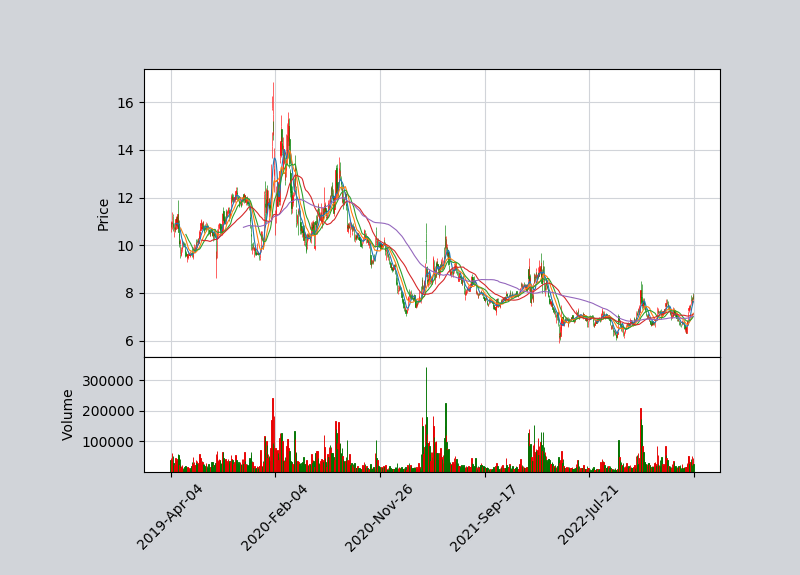 Price
16
14
12
10
8
6
Volume
300000
200000
100000
2019-Apr-04
2020-Feb-04
2020-Nov-26
2021-Sep-17
2022-Jul-21